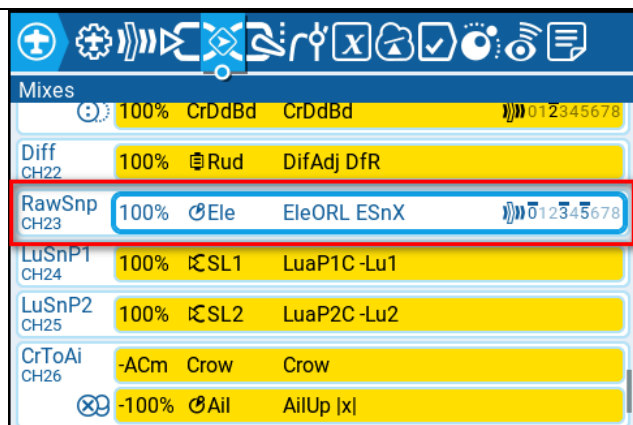 Mixes
100% CrDdBd CrDdBd 012345678
Diff 100% Rud DifAdj DfR
CH22
RawSnp 100% Ele EleORL ESnX 012345678
CH23
LuSnP1 100% SL1 LuaP1C -Lu1
CH24
LuSnP2 100% SL2 LuaP2C -Lu2
CH25
CrToAi -ACm Crow Crow
CH26
-100% Ail AilUp |x|